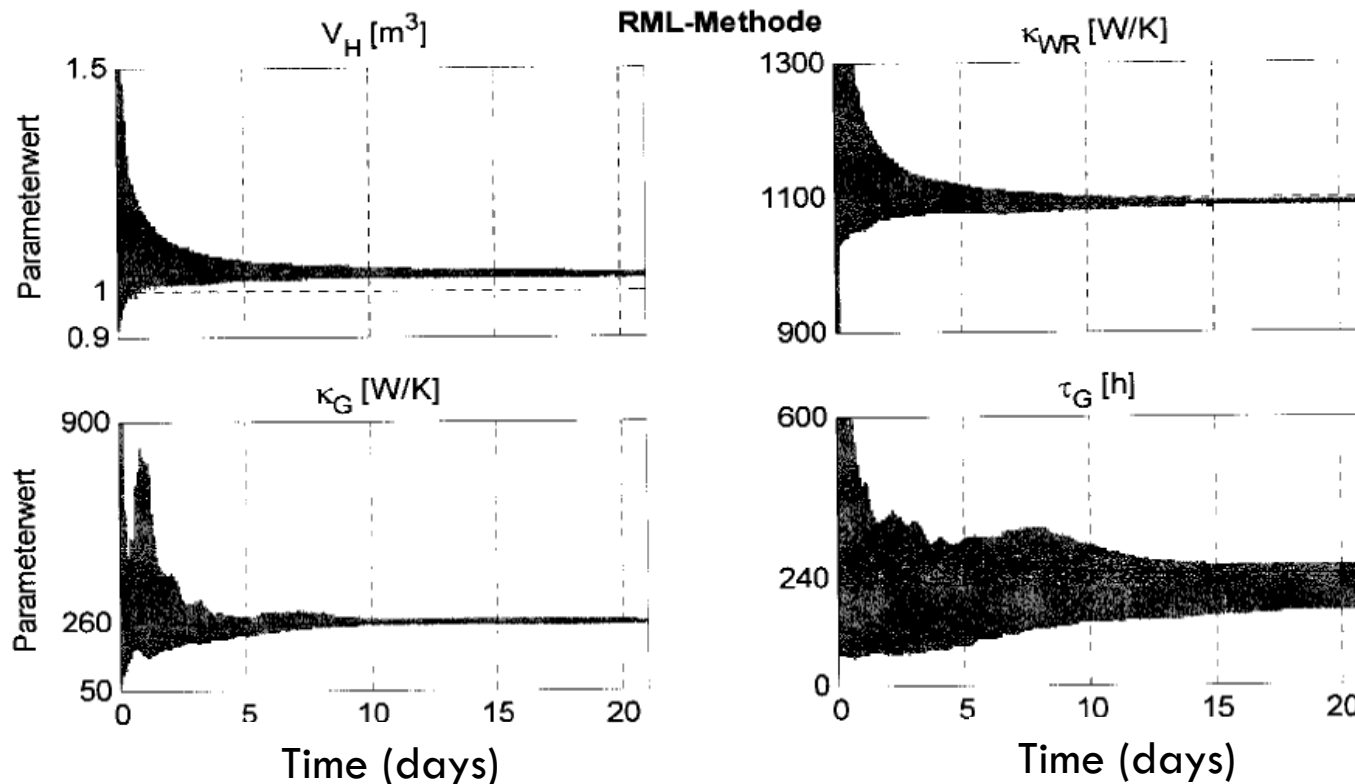 RML-Methode
V_H [m³]
1.5
1
0.9
Parameterwert
κ_WR [W/K]
1300
1100
900
κ_G [W/K]
900
260
50
Parameterwert
0 5 10 15 20
Time (days)
τ_G [h]
600
240
0
0 5 10 15 20
Time (days)